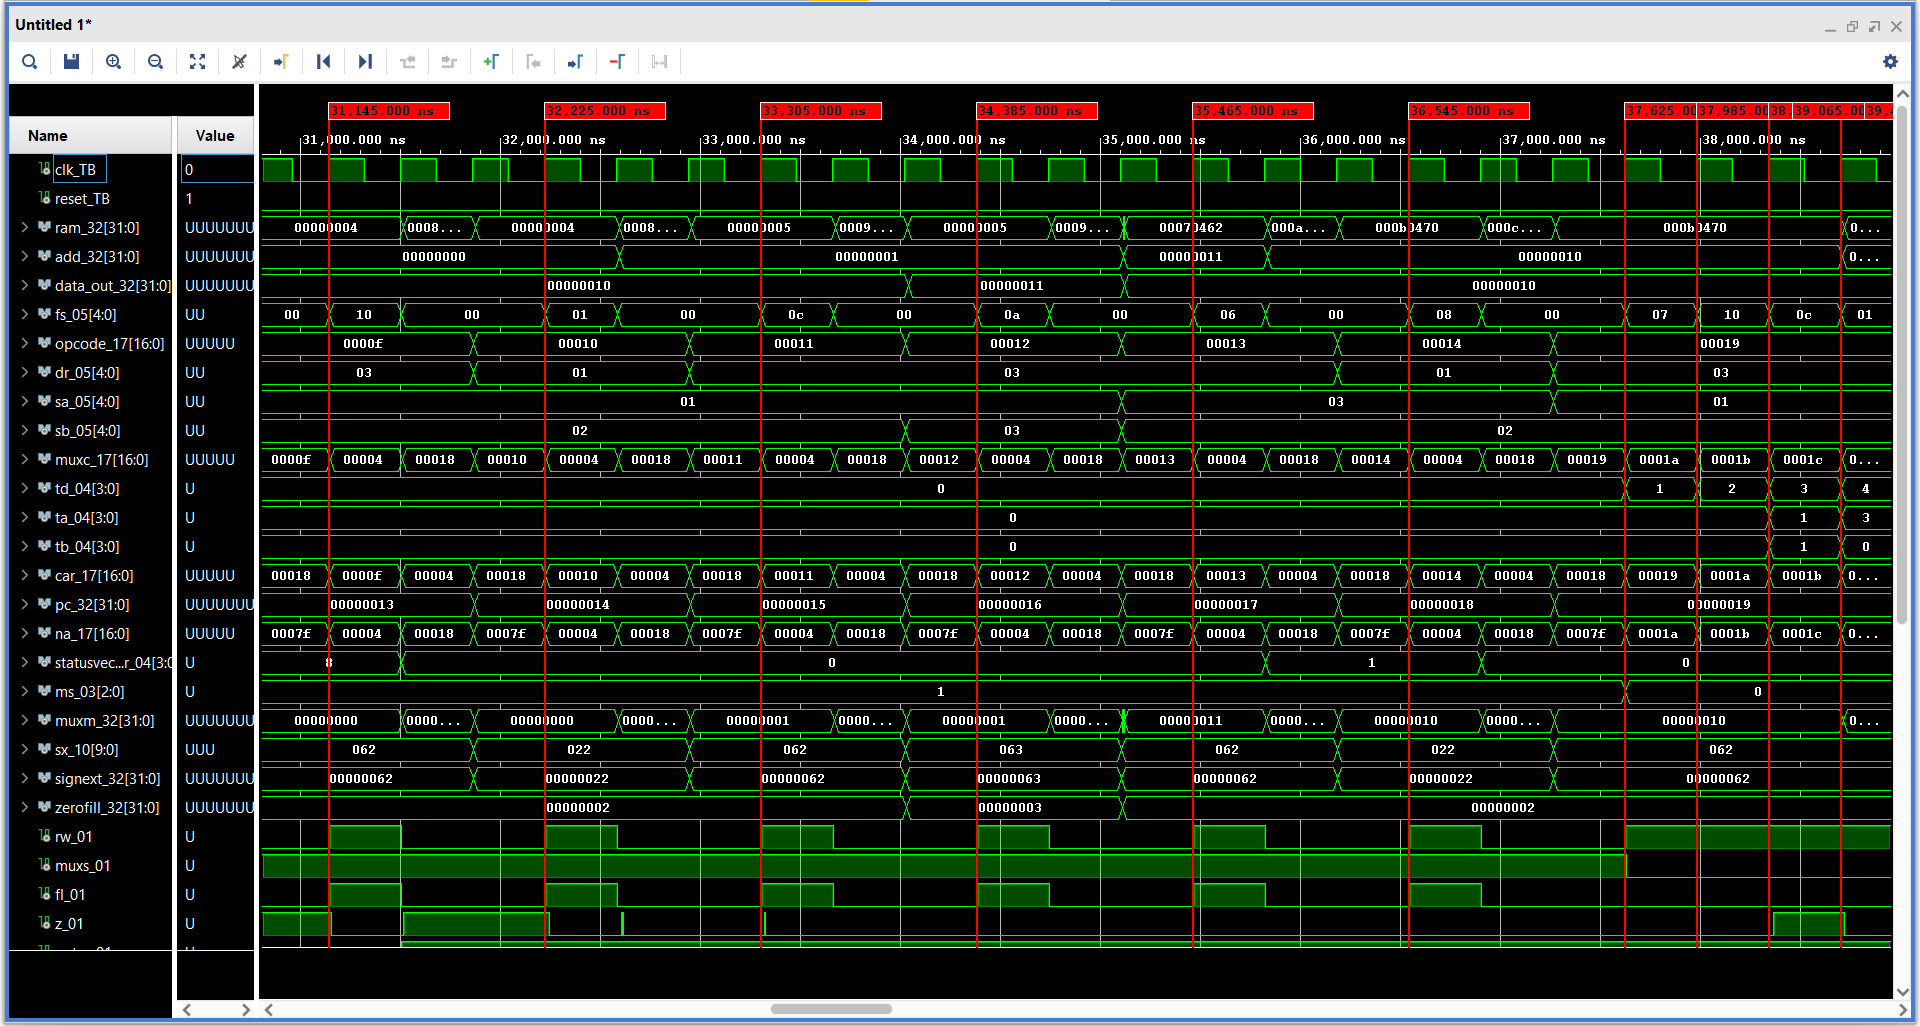 Untitled 1*
31,145.000 ns 32,225.000 ns 33,305.000 ns 34,385.000 ns 35,465.000 ns 36,545.000 ns 37,625.00 37,985.00 38, 39,065.00 39,
Name Value
31,000.000 ns 32,000.000 ns 33,000.000 ns 34,000.000 ns 35,000.000 ns 36,000.000 ns 37,000.000 ns 38,000.000 ns
clk_TB 0
reset_TB 1
ram_32[31:0] UUUUUUU 00000004 0008... 00000004 0008... 00000005 0009... 00000005 0009... 00070462 000a... 000b0470 000c... 000b0470 0...
add_32[31:0] UUUUUUU 00000000 00000001 00000011 00000010 0...
data_out_32[31:0] UUUUUUU 00000010 00000011 00000010
fs_05[4:0] UU 00 10 00 01 00 0c 00 0a 00 06 00 08 00 07 10 0c 01
opcode_17[16:0] UUUUU 0000f 00010 00011 00012 00013 00014 00019
dr_05[4:0] UU 03 01 03 01 03
sa_05[4:0] UU 01 03 01
sb_05[4:0] UU 02 03 02
muxc_17[16:0] UUUUU 0000f 00004 00018 00010 00004 00018 00011 00004 00018 00012 00004 00018 00013 00004 00018 00014 00004 00018 00019 0001a 0001b 0001c 0...
td_04[3:0] U 0 1 2 3 4
ta_04[3:0] U 0 1 3
tb_04[3:0] U 0 1 0
car_17[16:0] UUUUU 00018 0000f 00004 00018 00010 00004 00018 00011 00004 00018 00012 00004 00018 00013 00004 00018 00014 00004 00018 00019 0001a 0001b 0...
pc_32[31:0] UUUUUUU 00000013 00000014 00000015 00000016 00000017 00000018 00000019
na_17[16:0] UUUUU 0007f 00004 00018 0007f 00004 00018 0007f 00004 00018 0007f 00004 00018 0007f 00004 00018 0007f 00004 00018 0007f 0001a 0001b 0001c 0...
statusvec...r_04[3:0 U 8 0 1 0
ms_03[2:0] U 1 0
muxm_32[31:0] UUUUUUU 00000000 0000... 00000000 0000... 00000001 0000... 00000001 0000... 00000011 0000... 00000010 0000... 00000010 0...
sx_10[9:0] UUU 062 022 062 063 062 022 062
signext_32[31:0] UUUUUUU 00000062 00000022 00000062 00000063 00000062 00000022 00000062
zerofill_32[31:0] UUUUUUU 00000002 00000003 00000002
rw_01 U
muxs_01 U
fl_01 U
z_01 U